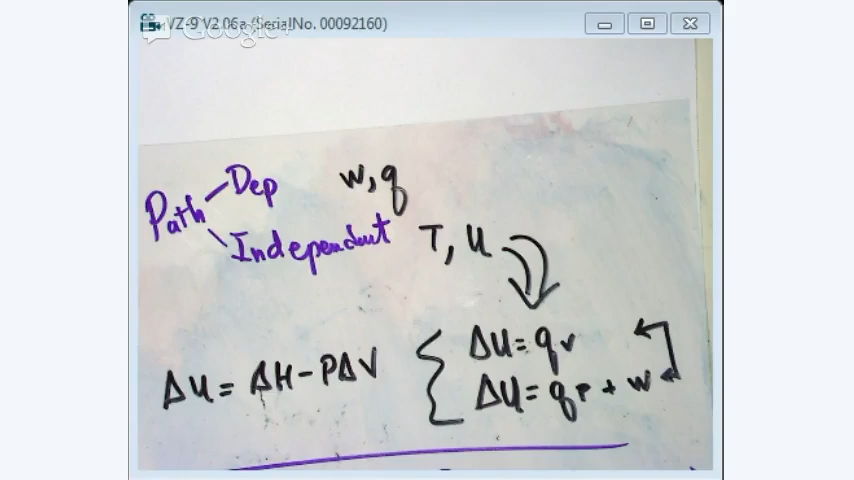 VZ-9 V2.06a (SerialNo. 00092160)
Google+
Path
Dep
w, q
Independent
T, U
ΔU = qv
ΔU = ΔH - PΔV
ΔU = qp + w